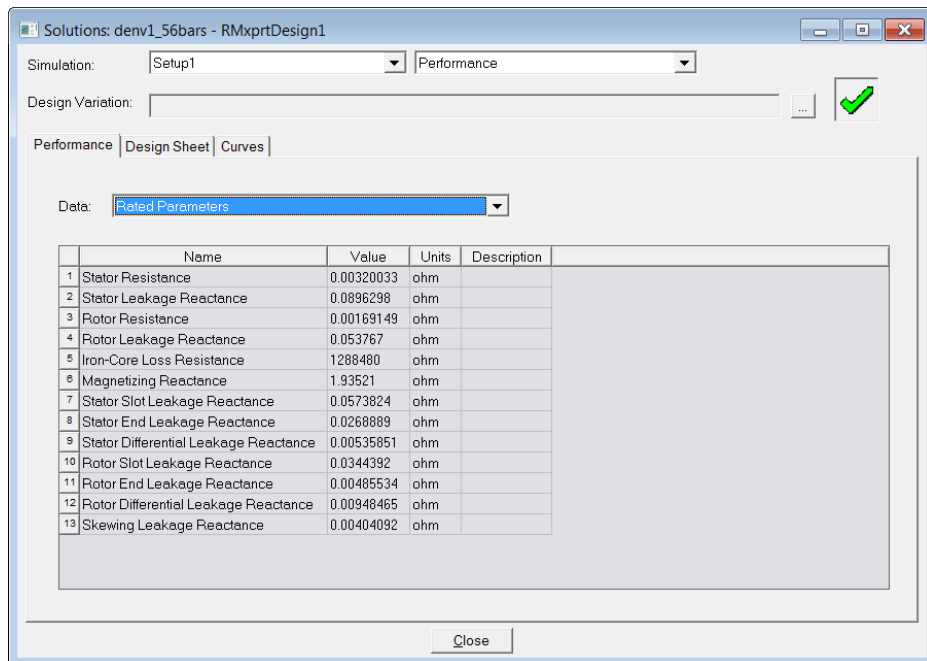 Solutions: denv1_56bars - RMxprtDesign1
Simulation: Setup1 Performance
Design Variation: ...
Performance Design Sheet Curves
Data: Rated Parameters
Name Value Units Description
1 Stator Resistance 0.00320033 ohm
2 Stator Leakage Reactance 0.0896298 ohm
3 Rotor Resistance 0.00169149 ohm
4 Rotor Leakage Reactance 0.053767 ohm
5 Iron-Core Loss Resistance 1288480 ohm
6 Magnetizing Reactance 1.93521 ohm
7 Stator Slot Leakage Reactance 0.0573824 ohm
8 Stator End Leakage Reactance 0.0268889 ohm
9 Stator Differential Leakage Reactance 0.00535851 ohm
10 Rotor Slot Leakage Reactance 0.0344392 ohm
11 Rotor End Leakage Reactance 0.00485534 ohm
12 Rotor Differential Leakage Reactance 0.00948465 ohm
13 Skewing Leakage Reactance 0.00404092 ohm
Close